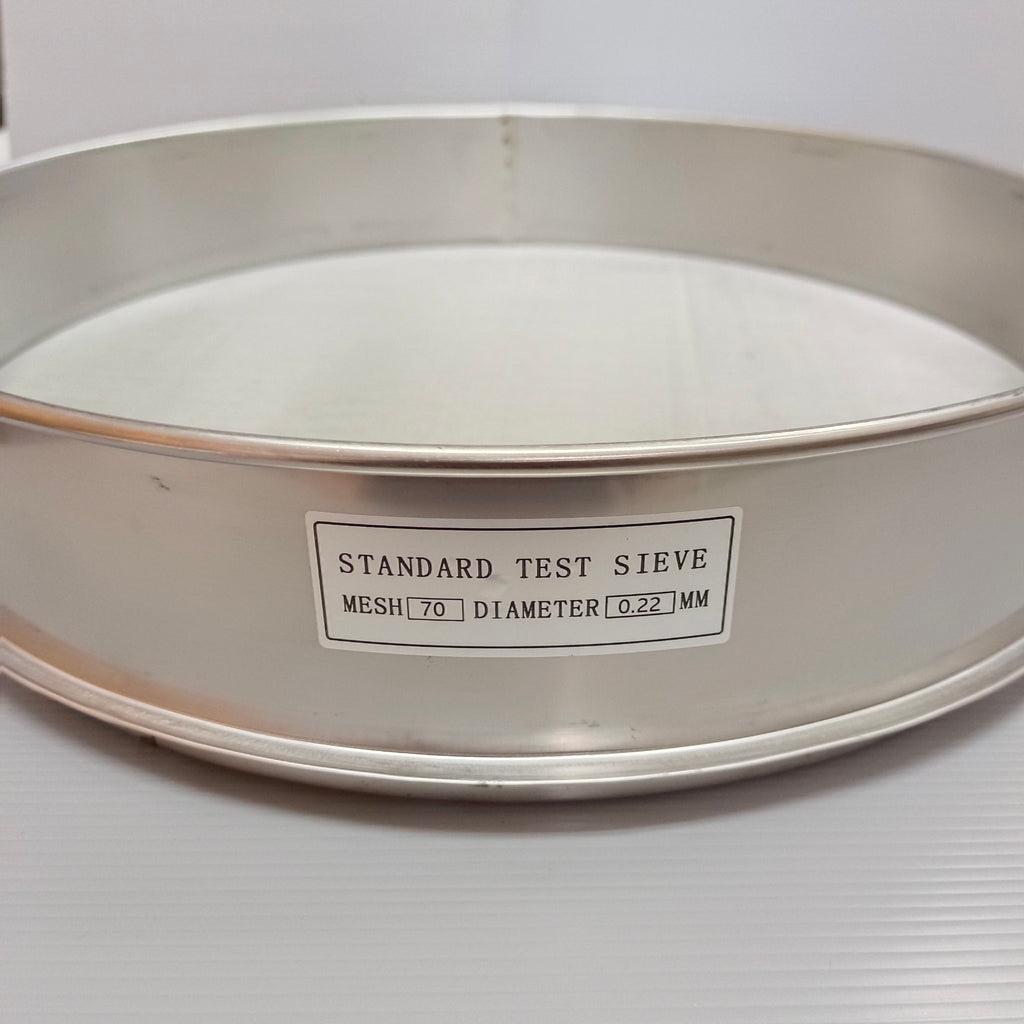 STANDARD TEST SIEVE
MESH 70 DIAMETER 0.22 MM